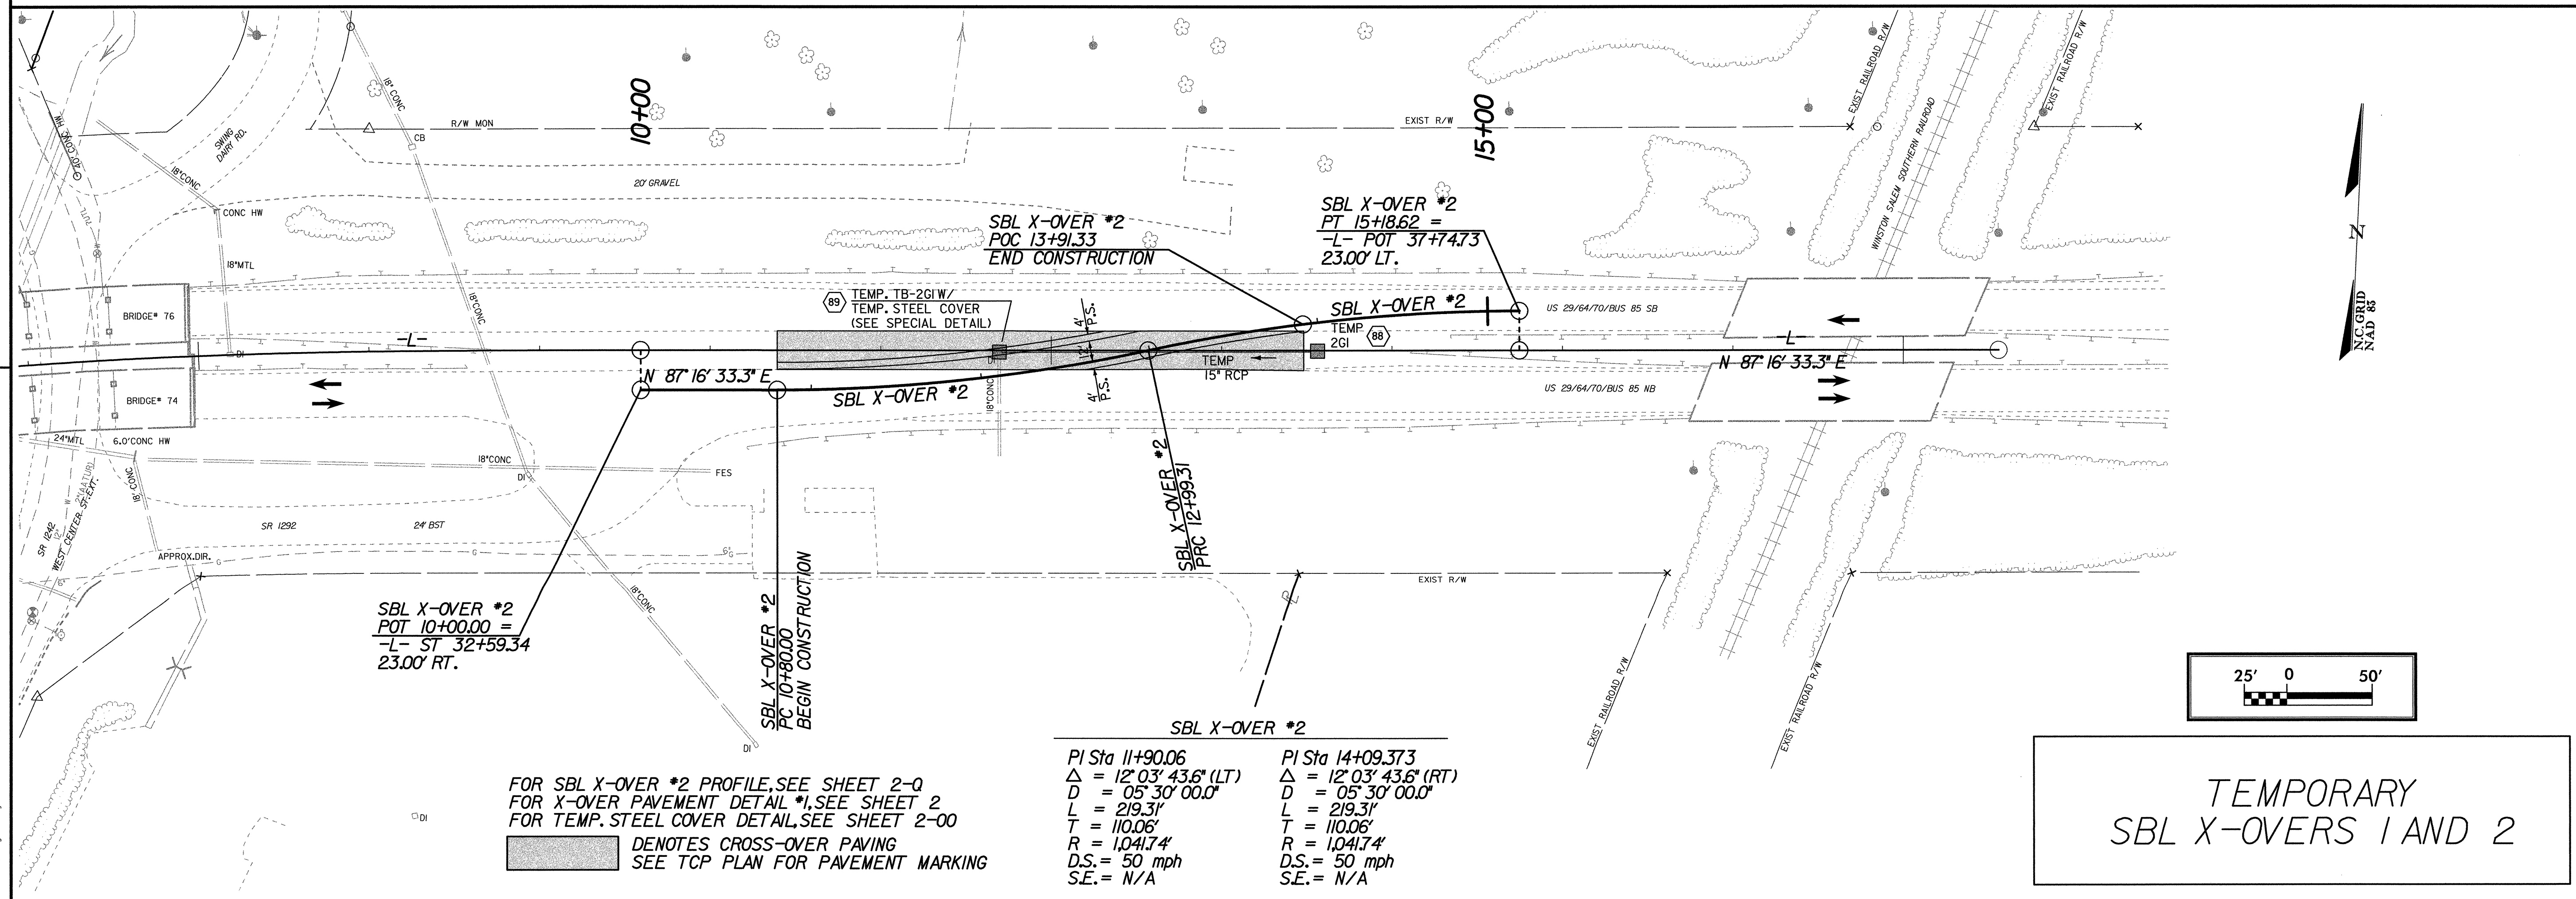 40" CONC HW
SWING
DAIRY RD.
18" CONC
18" CONC
CB
R/W MON
10+00
15+00
EXIST R/W
EXIST RAILROAD R/W
EXIST RAILROAD R/W
WINSTON SALEM SOUTHERN RAILROAD
20' GRAVEL
CONC HW
18"MTL
18"CONC
DI
BRIDGE# 76
BRIDGE# 74
-L-
SBL X-OVER #2
POC 13+91.33
END CONSTRUCTION
SBL X-OVER #2
PT 15+18.62 =
-L- POT 37+74.73
23.00' LT.
89
TEMP. TB-2GI W/
TEMP. STEEL COVER
(SEE SPECIAL DETAIL)
4'
P.S.
12'
4'
P.S.
SBL X-OVER #2
TEMP
2GI
88
TEMP
15" RCP
US 29/64/70/BUS 85 SB
US 29/64/70/BUS 85 NB
-L-
N 87° 16' 33.3" E
N 87° 16' 33.3" E
SBL X-OVER #2
18"CONC
N
N.C. GRID
NAD 83
24"MTL
6.0'CONC HW
18" CONC
18"CONC
FES
DI
SR 1242
WEST CENTER ST. EXT.
SR 1292
24' BST
APPROX.DIR.
G
6"
G
6"
18"CONC
DI
DI
EXIST R/W
PL
EXIST RAILROAD R/W
EXIST RAILROAD R/W
SBL X-OVER #2
PRC 12+99.31
SBL X-OVER #2
POT 10+00.00 =
-L- ST 32+59.34
23.00' RT.
SBL X-OVER #2
PC 10+80.00
BEGIN CONSTRUCTION
25' 0 50'
SBL X-OVER #2
PI Sta 11+90.06
Δ = 12° 03' 43.6" (LT)
D = 05° 30' 00.0"
L = 219.31'
T = 110.06'
R = 1,041.74'
D.S. = 50 mph
S.E. = N/A
PI Sta 14+09.373
Δ = 12° 03' 43.6" (RT)
D = 05° 30' 00.0"
L = 219.31'
T = 110.06'
R = 1,041.74'
D.S. = 50 mph
S.E. = N/A
FOR SBL X-OVER #2 PROFILE, SEE SHEET 2-Q
FOR X-OVER PAVEMENT DETAIL #1, SEE SHEET 2
FOR TEMP. STEEL COVER DETAIL, SEE SHEET 2-OO
DENOTES CROSS-OVER PAVING
SEE TCP PLAN FOR PAVEMENT MARKING
TEMPORARY
SBL X-OVERS 1 AND 2